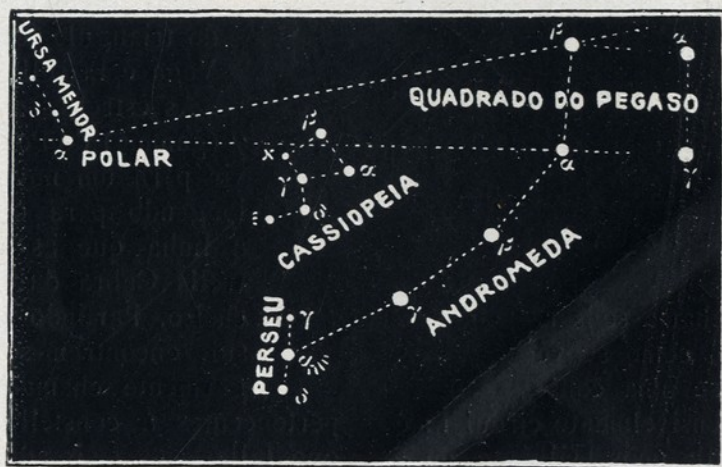 URSA MENOR
α POLAR
β
α
QUADRADO DO PEGASO
α
γ
β
κ
γ
α
δ
CASSIOPEIA
β
γ
ANDROMEDA
PERSEU
γ
α
δ